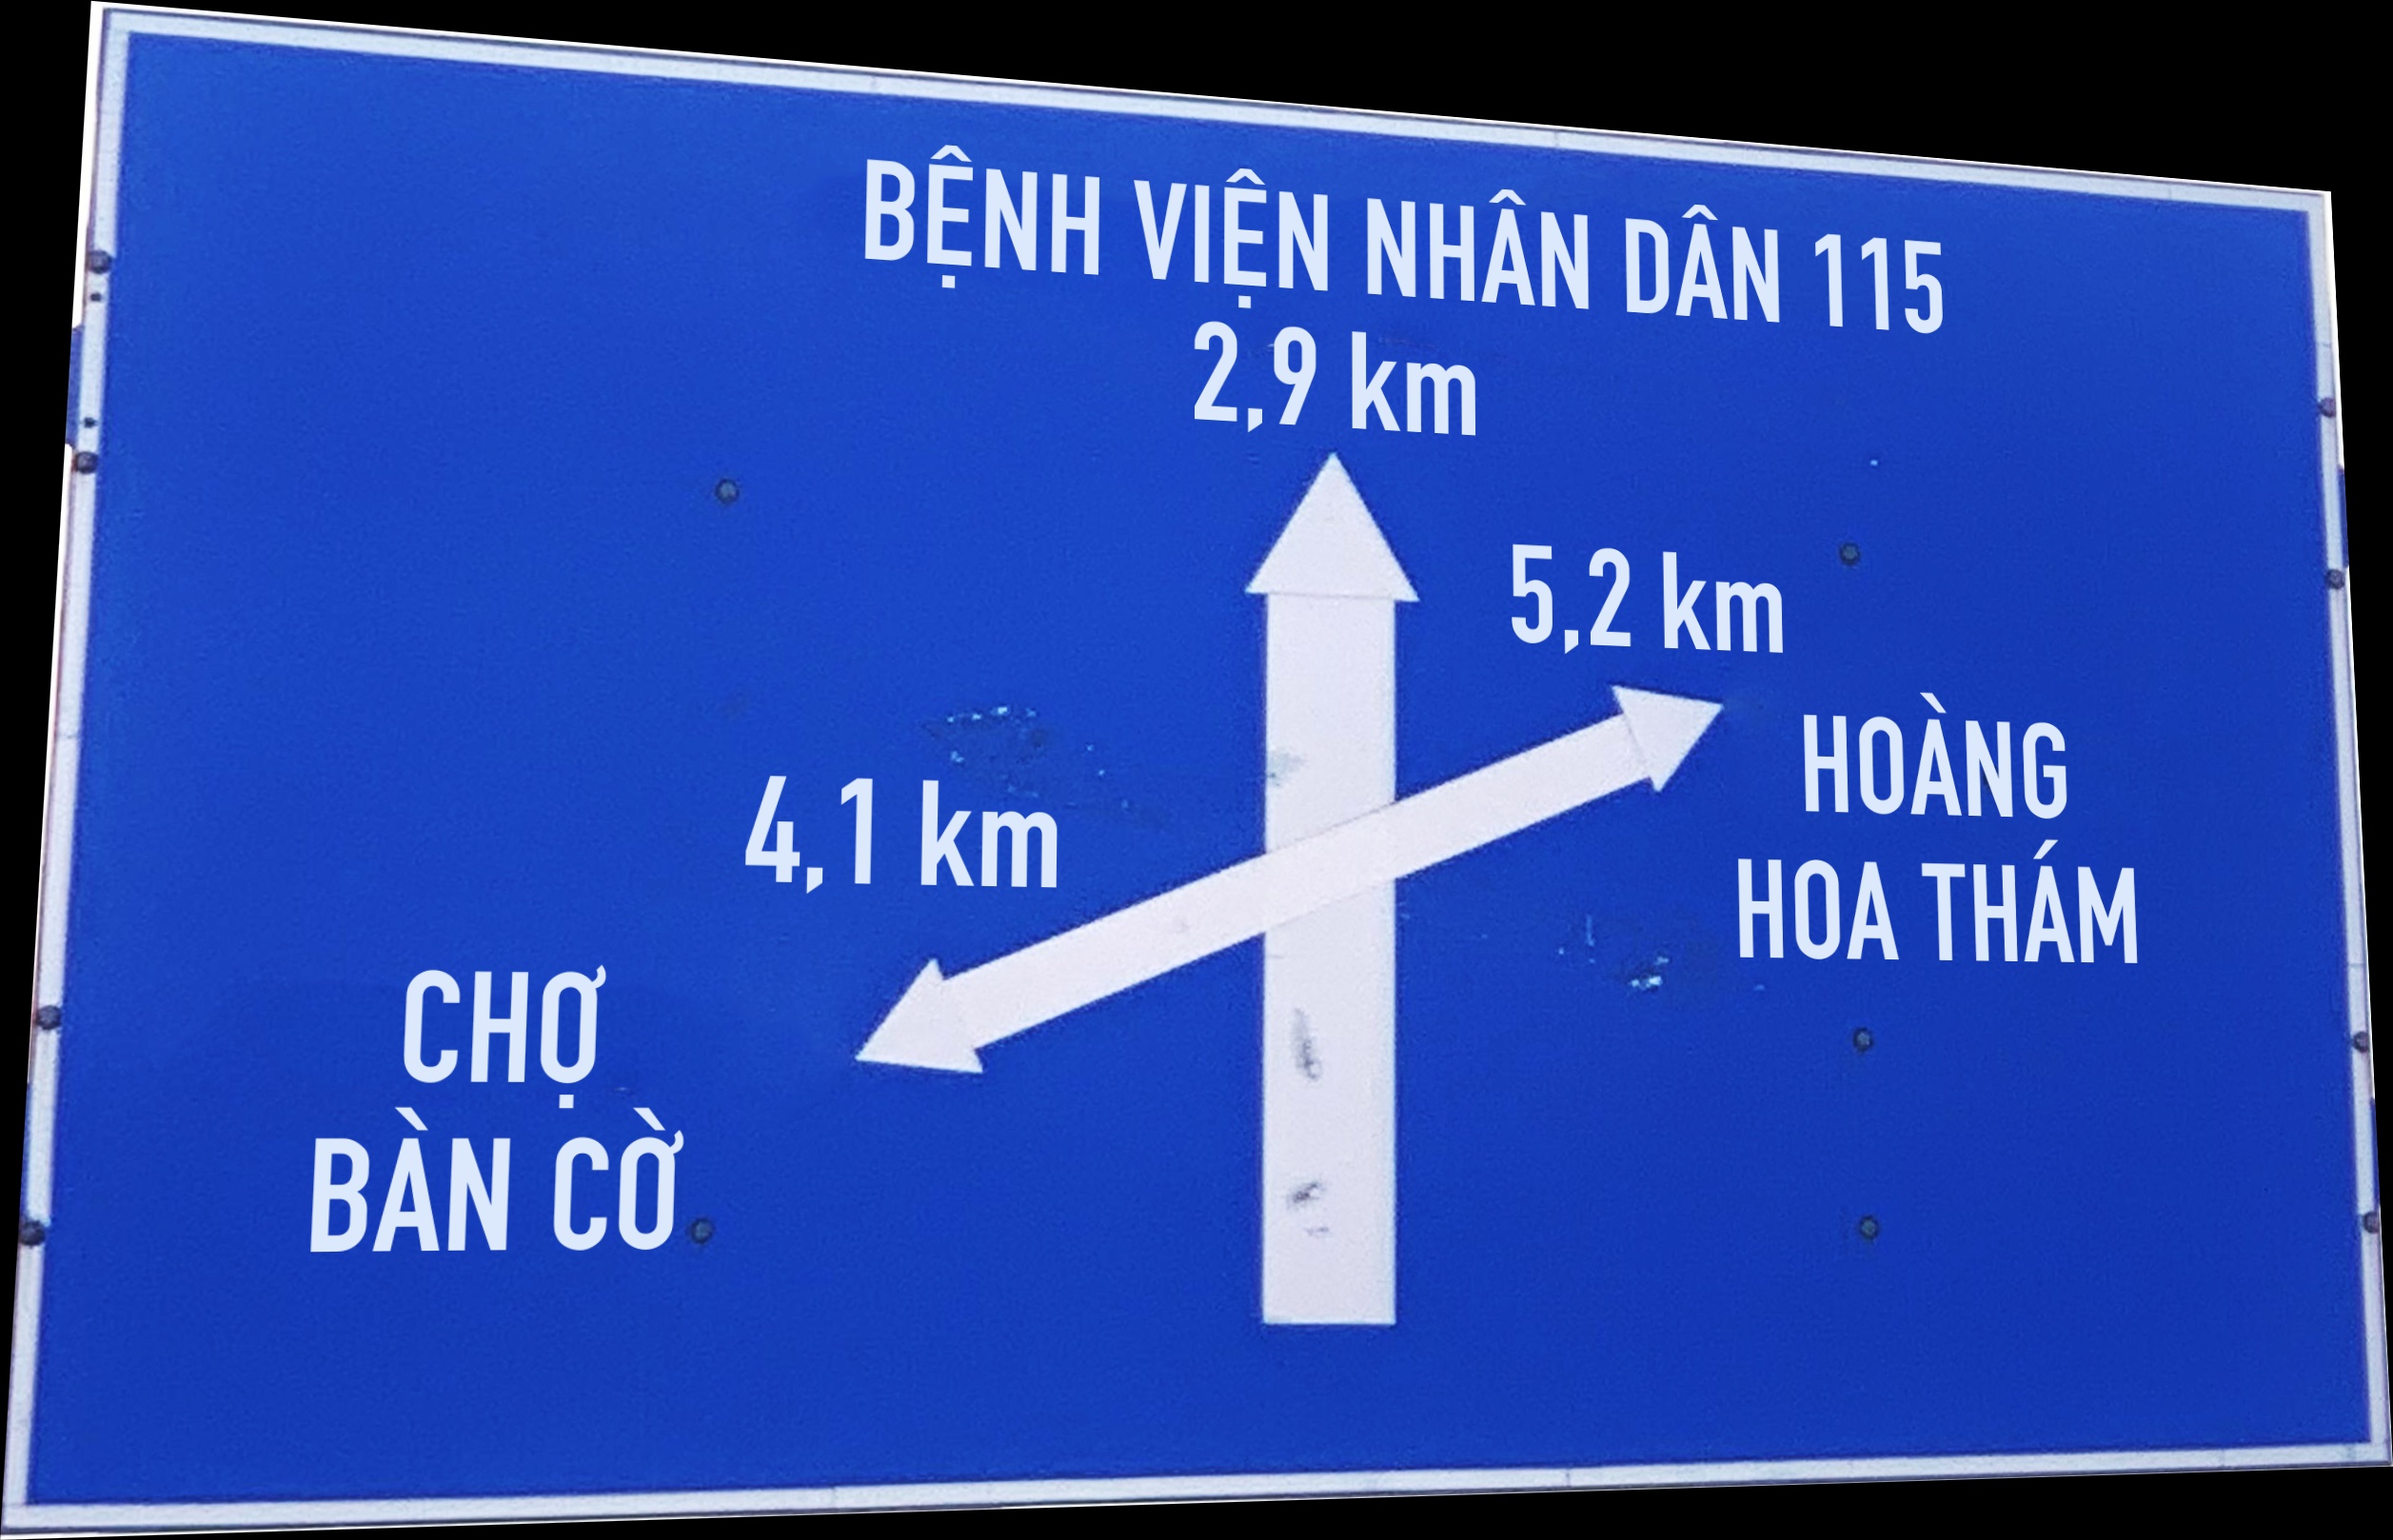 BỆNH VIỆN NHÂN DÂN 115
2,9 km
5,2 km
HOÀNG
HOA THÁM
4,1 km
CHỢ
BÀN CỜ